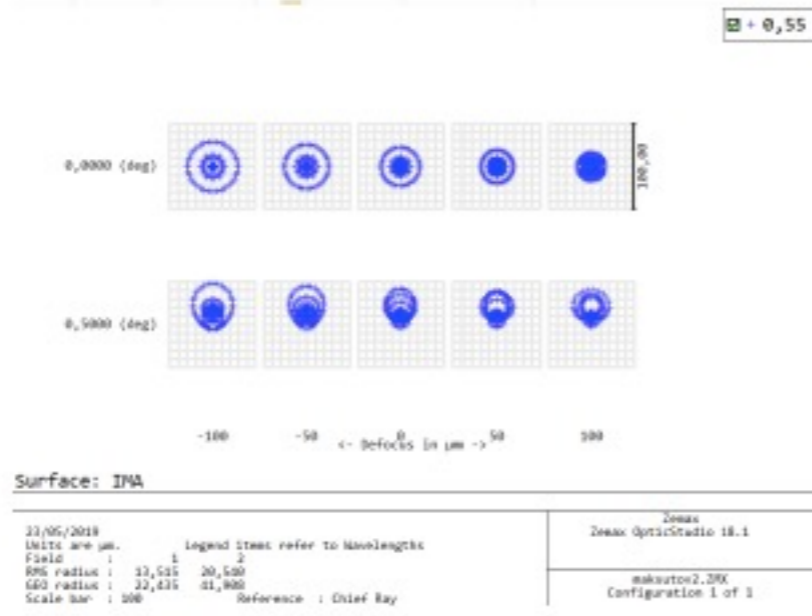 + 0,55
0,0000 (deg)
100,00
0,5000 (deg)
-100 -50 0 50 100
<- Defocus in µm ->
Surface: IMA
23/05/2019
Units are µm. Legend items refer to Wavelengths
Field : 1 2
RMS radius : 13,515 20,540
GEO radius : 22,435 41,908
Scale bar : 100 Reference : Chief Ray
Zemax
Zemax OpticStudio 18.1
maksutov2.ZMX
Configuration 1 of 1